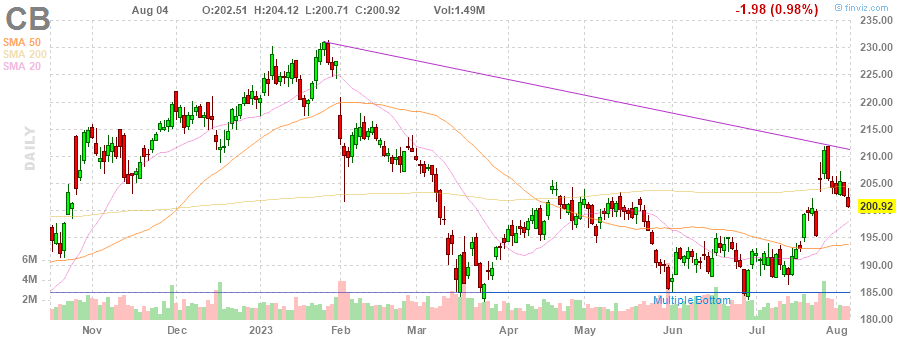 CB Aug 04 O:202.51 H:204.12 L:200.71 C:200.92 Vol:1.49M -1.98 (0.98%) © finviz.com
SMA 50
SMA 200
SMA 20
DAILY
235.00
230.00
225.00
220.00
215.00
210.00
205.00
200.92
195.00
6M 190.00
4M
2M 185.00
Multiple Bottom
180.00
Nov Dec 2023 Feb Mar Apr May Jun Jul Aug